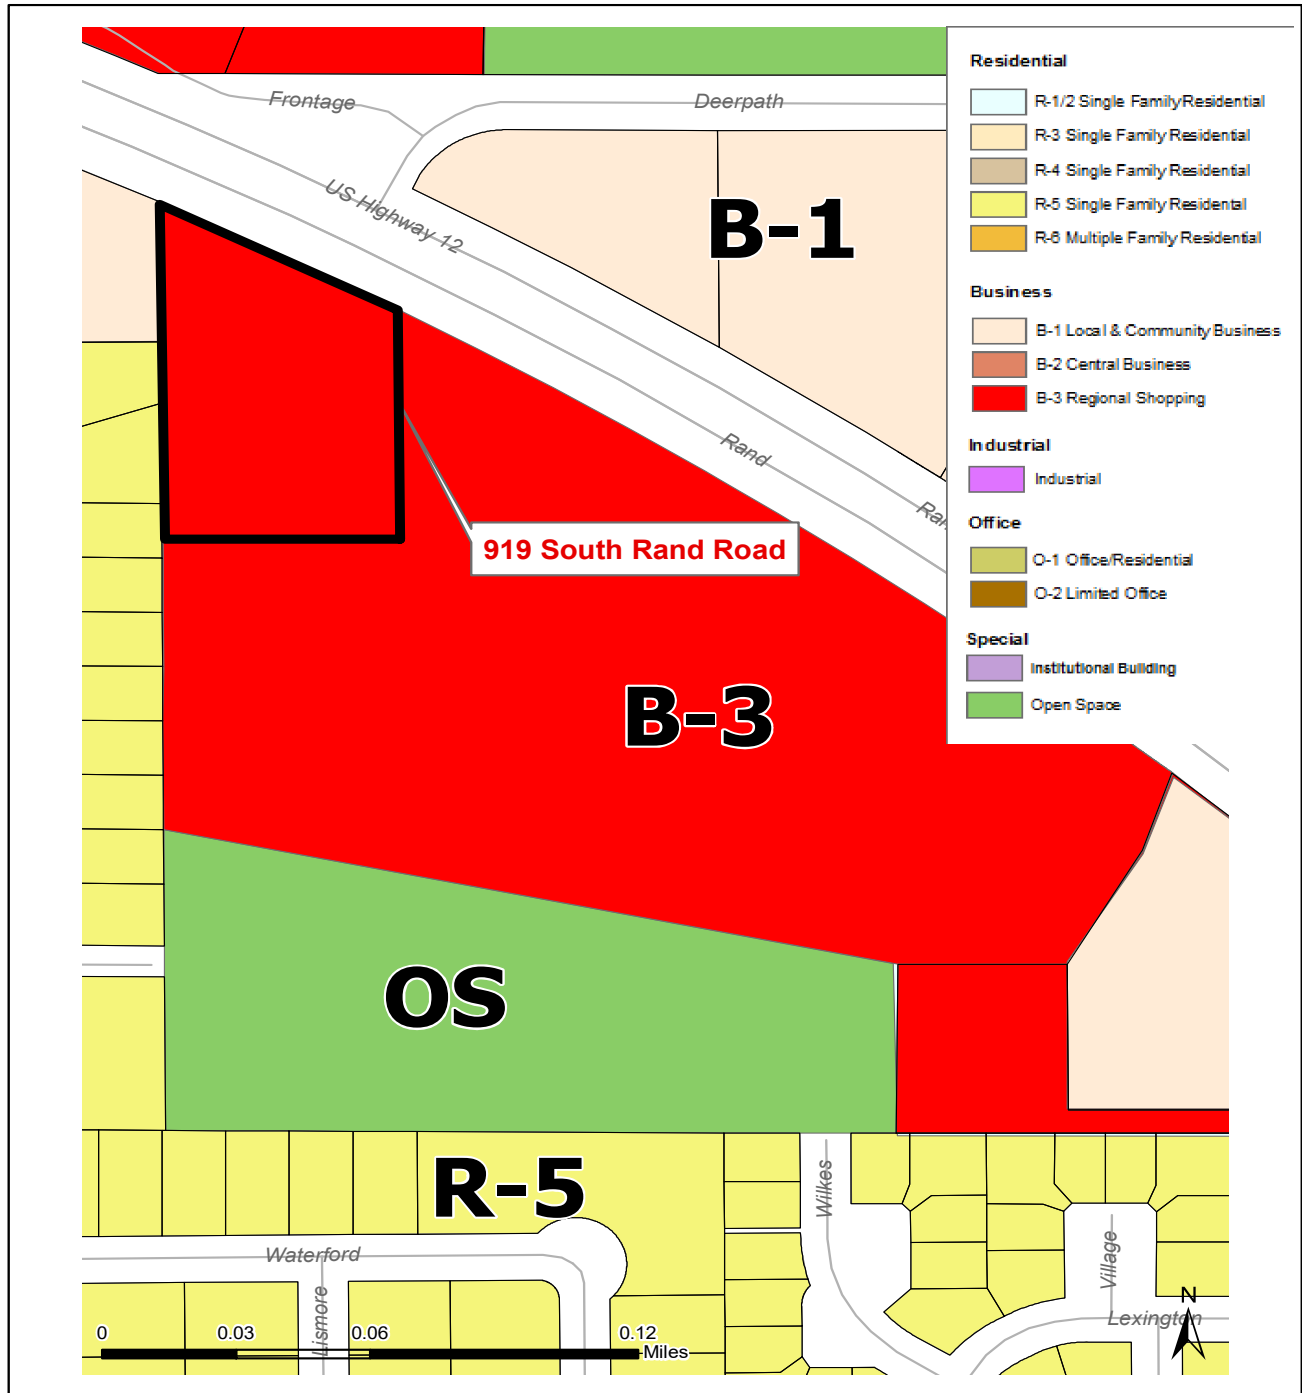 Frontage
Deerpath
US Highway 12
B-1
Rand
919 South Rand Road
B-3
OS
R-5
Waterford
Lismore
Wilkes
Village
Lexington
N
0 0.03 0.06 0.12
Miles
Residential
R-1/2 Single Family Residential
R-3 Single Family Residential
R-4 Single Family Residential
R-5 Single Family Residental
R-6 Multiple Family Residential
Business
B-1 Local & Community Business
B-2 Central Business
B-3 Regional Shopping
Industrial
Industrial
Office
O-1 Office/Residential
O-2 Limited Office
Special
Institutional Building
Open Space